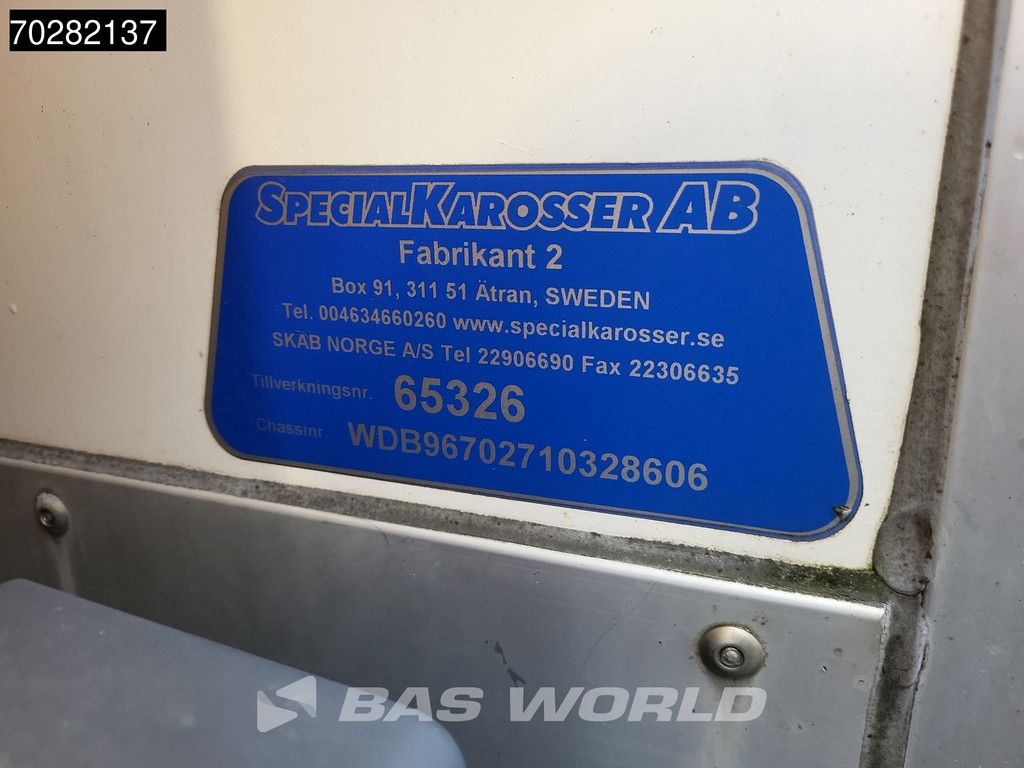 70282137
SPECIALKAROSSER AB
Fabrikant 2
Box 91, 311 51 Ätran, SWEDEN
Tel. 004634660260 www.specialkarosser.se
SKAB NORGE A/S Tel 22906690 Fax 22306635
Tillverkningsnr. 65326
Chassinr. WDB96702710328606
BAS WORLD